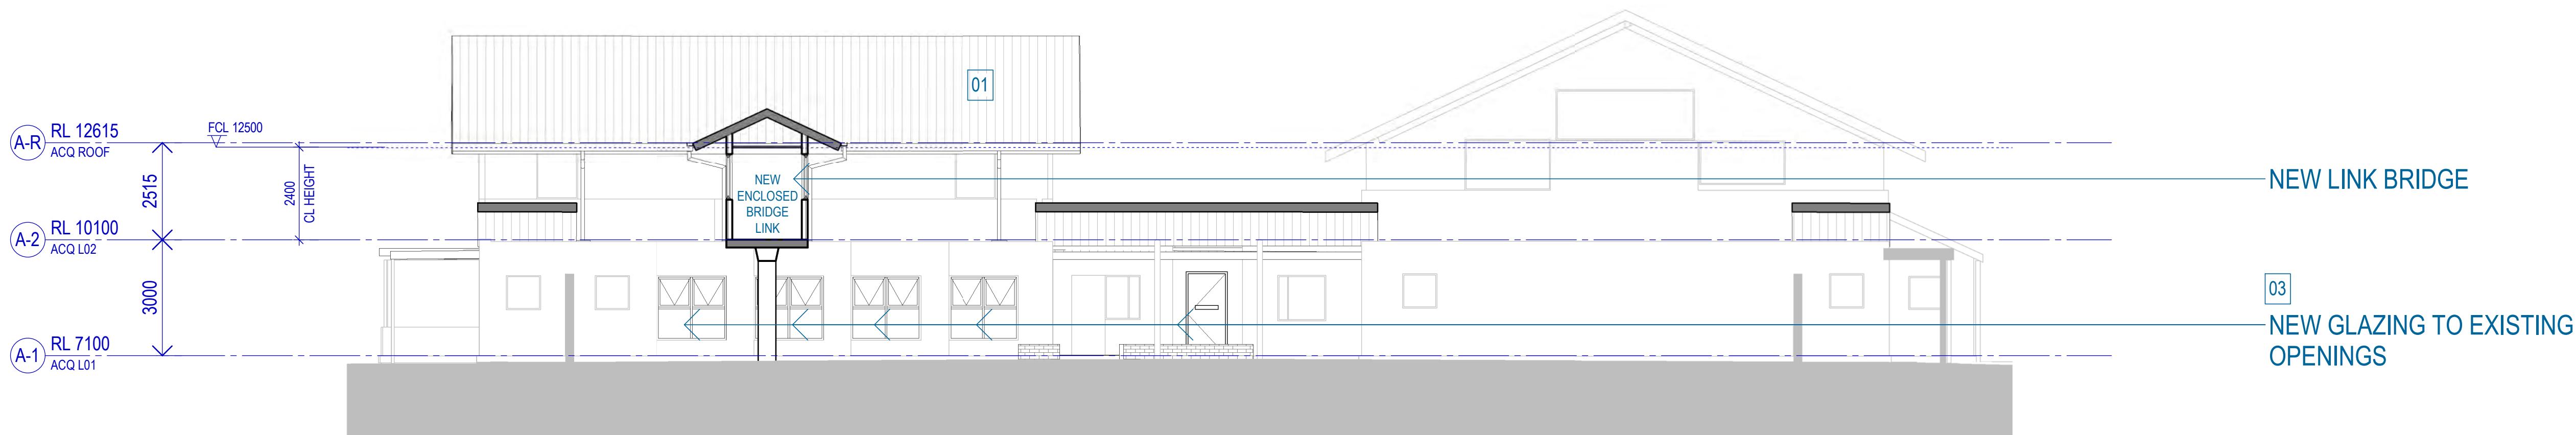 01
A-R
RL 12615
ACQ ROOF
FCL 12500
2515
2400
CL HEIGHT
NEW
ENCLOSED
BRIDGE
LINK
NEW LINK BRIDGE
A-2
RL 10100
ACQ L02
3000
03
NEW GLAZING TO EXISTING
OPENINGS
A-1
RL 7100
ACQ L01